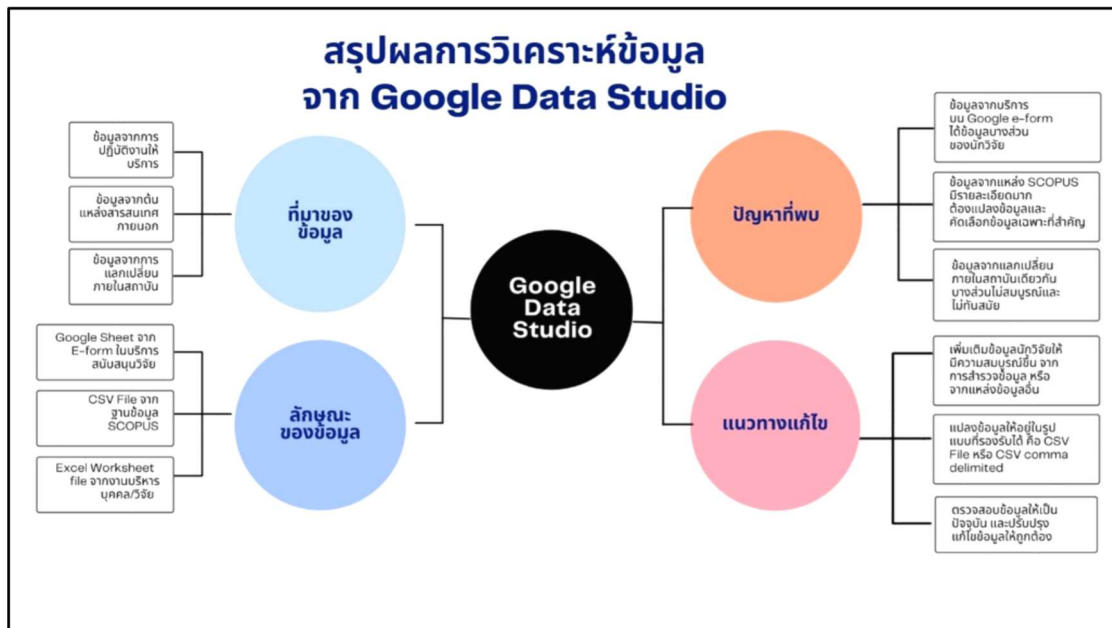 สรุปผลการวิเคราะห์ข้อมูล
จาก Google Data Studio
ข้อมูลจากการ
ปฏิบัติงานให้
บริการ
ข้อมูลจากต้น
แหล่งสารสนเทศ
ภายนอก
ข้อมูลจากการ
แลกเปลี่ยน
ภายในสถาบัน
ที่มาของ
ข้อมูล
Google Sheet จาก
E-form ในบริการ
สนับสนุนวิจัย
CSV File จาก
ฐานข้อมูล
SCOPUS
Excel Worksheet
file จากงานบริหาร
บุคคล/วิจัย
ลักษณะ
ของข้อมูล
Google
Data
Studio
ปัญหาที่พบ
ข้อมูลจากบริการ
บน Google e-form
ได้ข้อมูลบางส่วน
ของนักวิจัย
ข้อมูลจากแหล่ง SCOPUS
มีรายละเอียดมาก
ต้องแปลงข้อมูลและ
คัดเลือกข้อมูลเฉพาะที่สำคัญ
ข้อมูลจากแลกเปลี่ยน
ภายในสถาบันเดียวกัน
บางส่วนไม่สมบูรณ์และ
ไม่ทันสมัย
แนวทางแก้ไข
เพิ่มเติมข้อมูลนักวิจัยให้
มีความสมบูรณ์ขึ้น จาก
การสำรวจข้อมูล หรือ
จากแหล่งข้อมูลอื่น
แปลงข้อมูลให้อยู่ในรูป
แบบที่รองรับได้ คือ CSV
File หรือ CSV comma
delimited
ตรวจสอบข้อมูลให้เป็น
ปัจจุบัน และปรับปรุง
แก้ไขข้อมูลให้ถูกต้อง